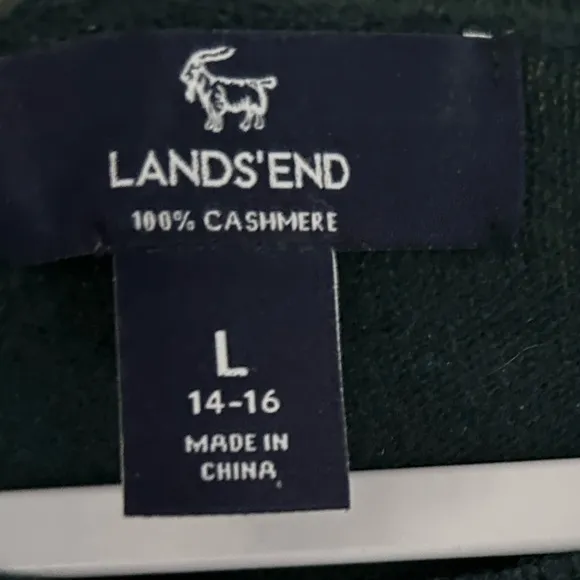 LANDS'END
100% CASHMERE
L
14-16
MADE IN
CHINA